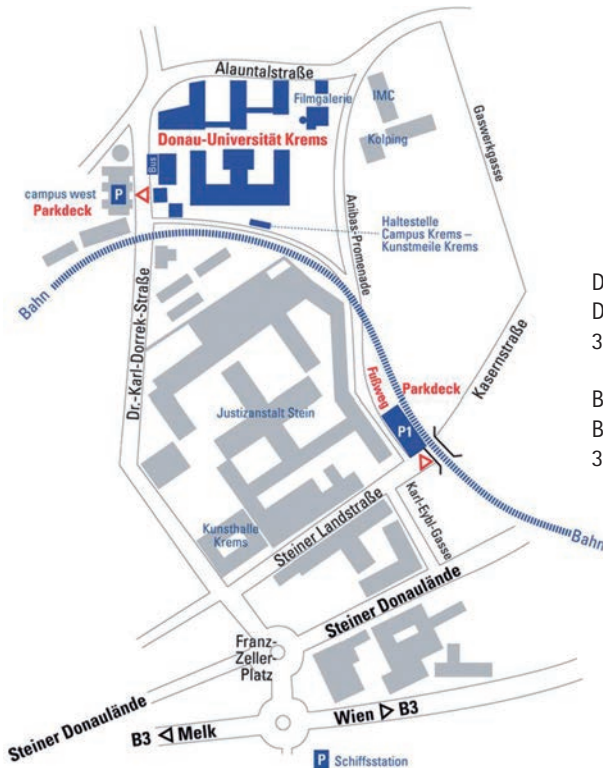 Alauntalstraße
Filmgalerie
IMC
Kolping
Gaswerkgasse
Donau-Universität Krems
Bus
campus west
P
Parkdeck
Haltestelle
Campus Krems –
Kunstmeile Krems
Anibas-Promenade
Bahn
Dr.-Karl-Dorrek-Straße
Justizanstalt Stein
Fußweg
Parkdeck
P1
Kasernstraße
Kunsthalle
Krems
Steiner Landstraße
Karl-Eybl-Gasse
Bahn
Steiner Donaulände
Franz-
Zeller-
Platz
Steiner Donaulände
B3 ◁ Melk
Wien ▷ B3
P Schiffsstation
D
D
3
B
B
3